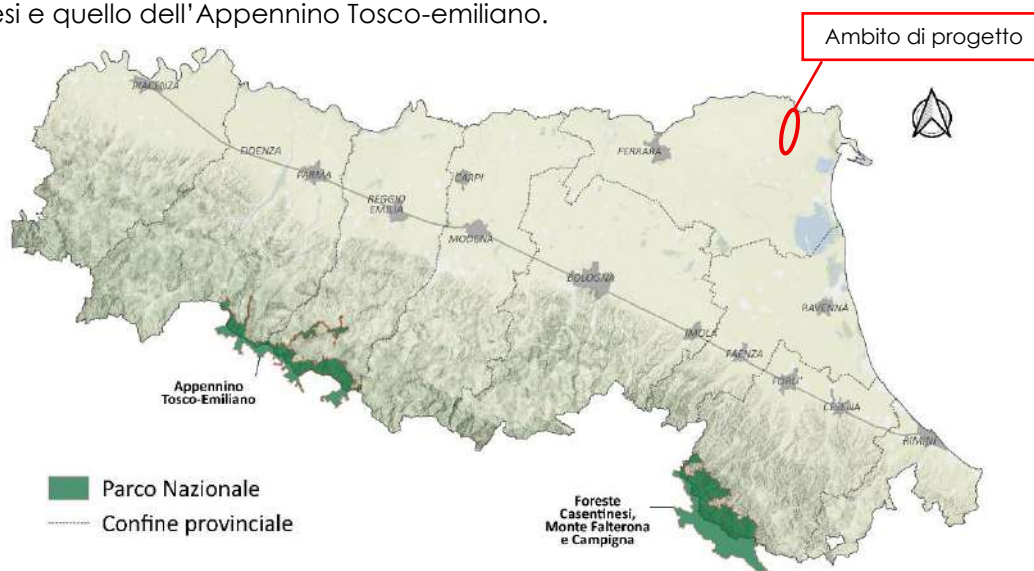 esi e quello dell'Appennino Tosco-emiliano.
Ambito di progetto
PIACENZA
FIDENZA
PARMA
REGGIO
EMILIA
CARPI
MODENA
FERRARA
BOLOGNA
IMOLA
FAENZA
FORLI'
CESENA
RAVENNA
RIMINI
Appennino
Tosco-Emiliano
Parco Nazionale
Confine provinciale
Foreste
Casentinesi,
Monte Falterona
e Campigna